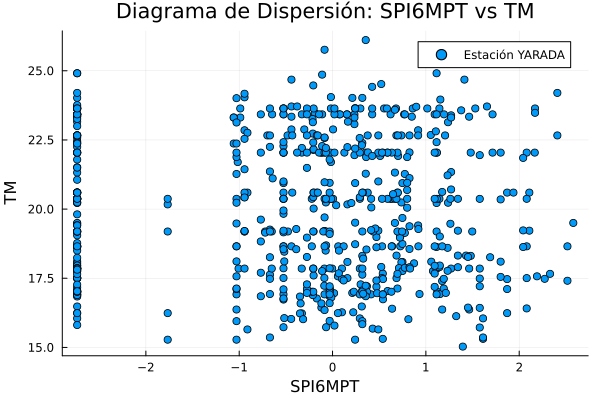 Diagrama de Dispersión: SPI6MPT vs TM
Estación YARADA
25.0
22.5
20.0
17.5
15.0
TM
−2
−1
0
1
2
SPI6MPT